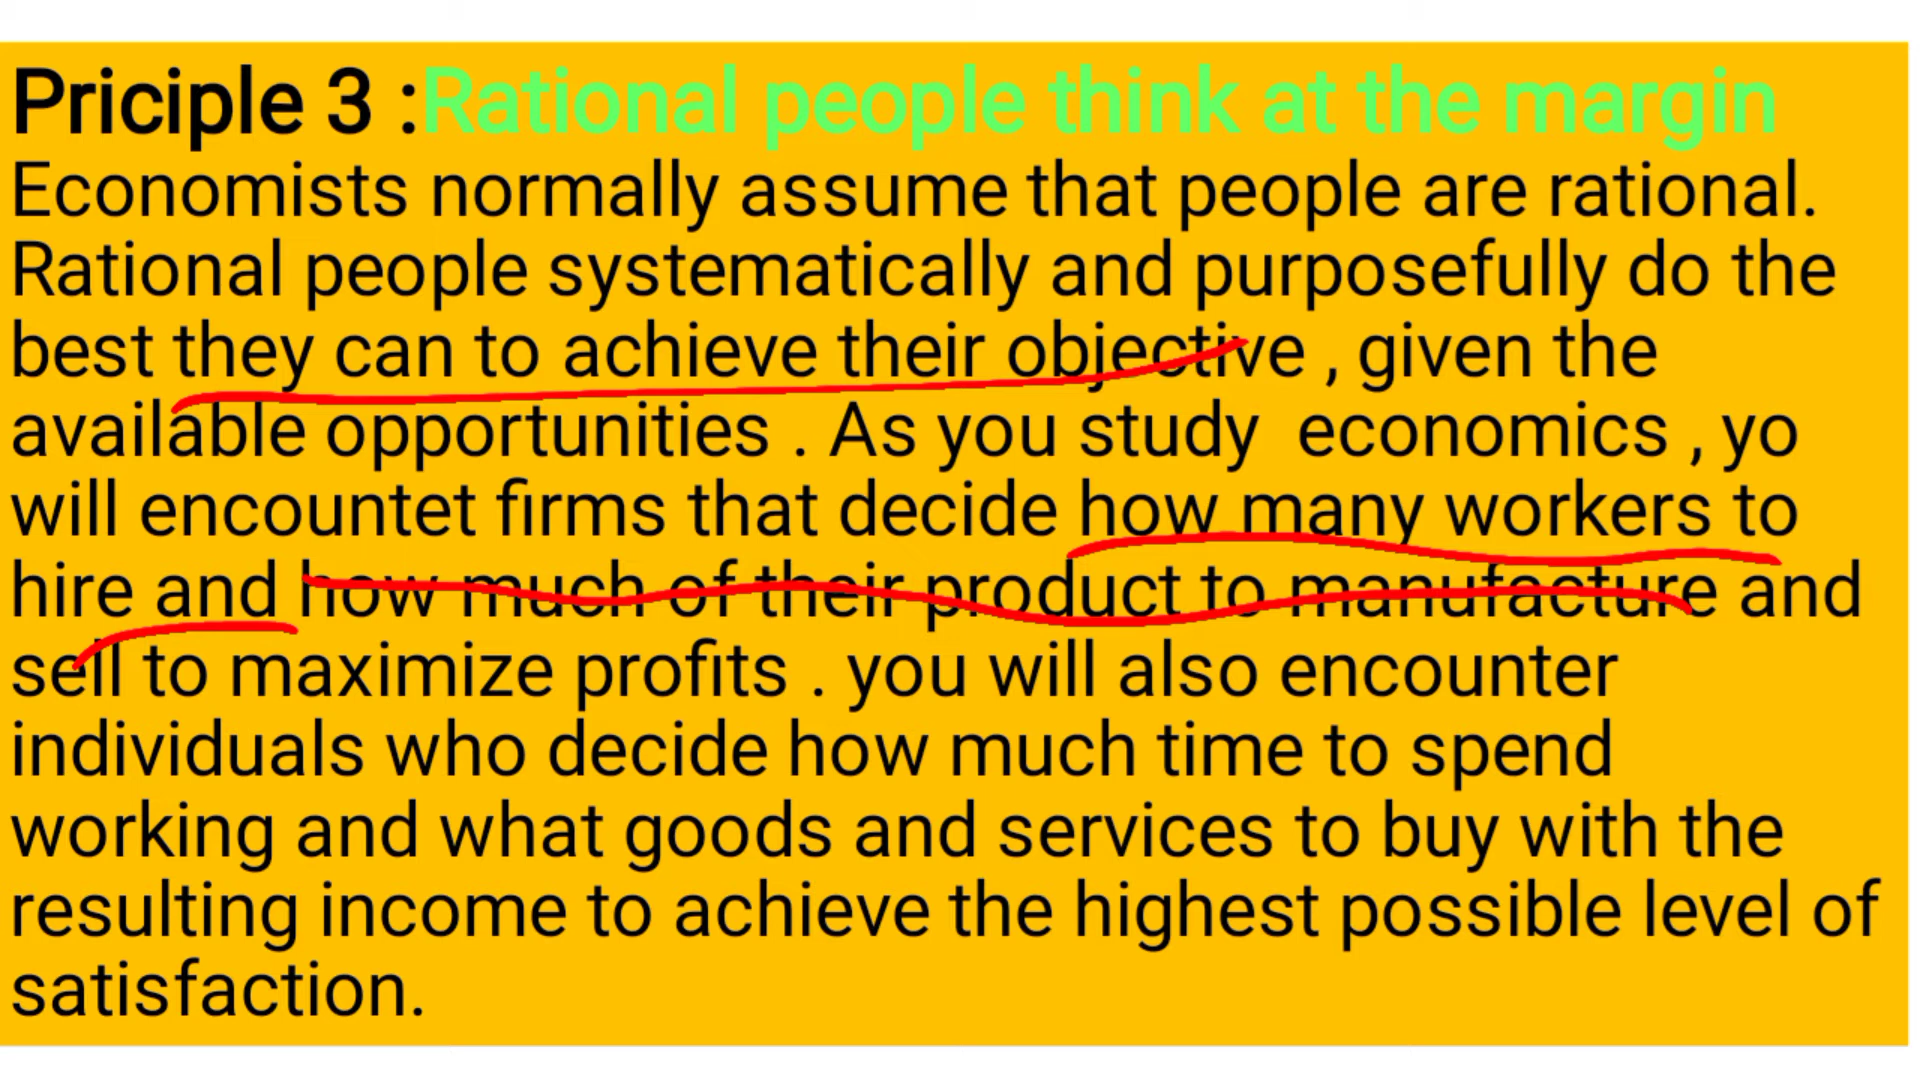 Priciple 3 :Rational people think at the margin
Economists normally assume that people are rational.
Rational people systematically and purposefully do the
best they can to achieve their objective , given the
available opportunities . As you study  economics , yo
will encountet firms that decide how many workers to
hire and how much of their product to manufacture and
sell to maximize profits . you will also encounter
individuals who decide how much time to spend
working and what goods and services to buy with the
resulting income to achieve the highest possible level of
satisfaction.